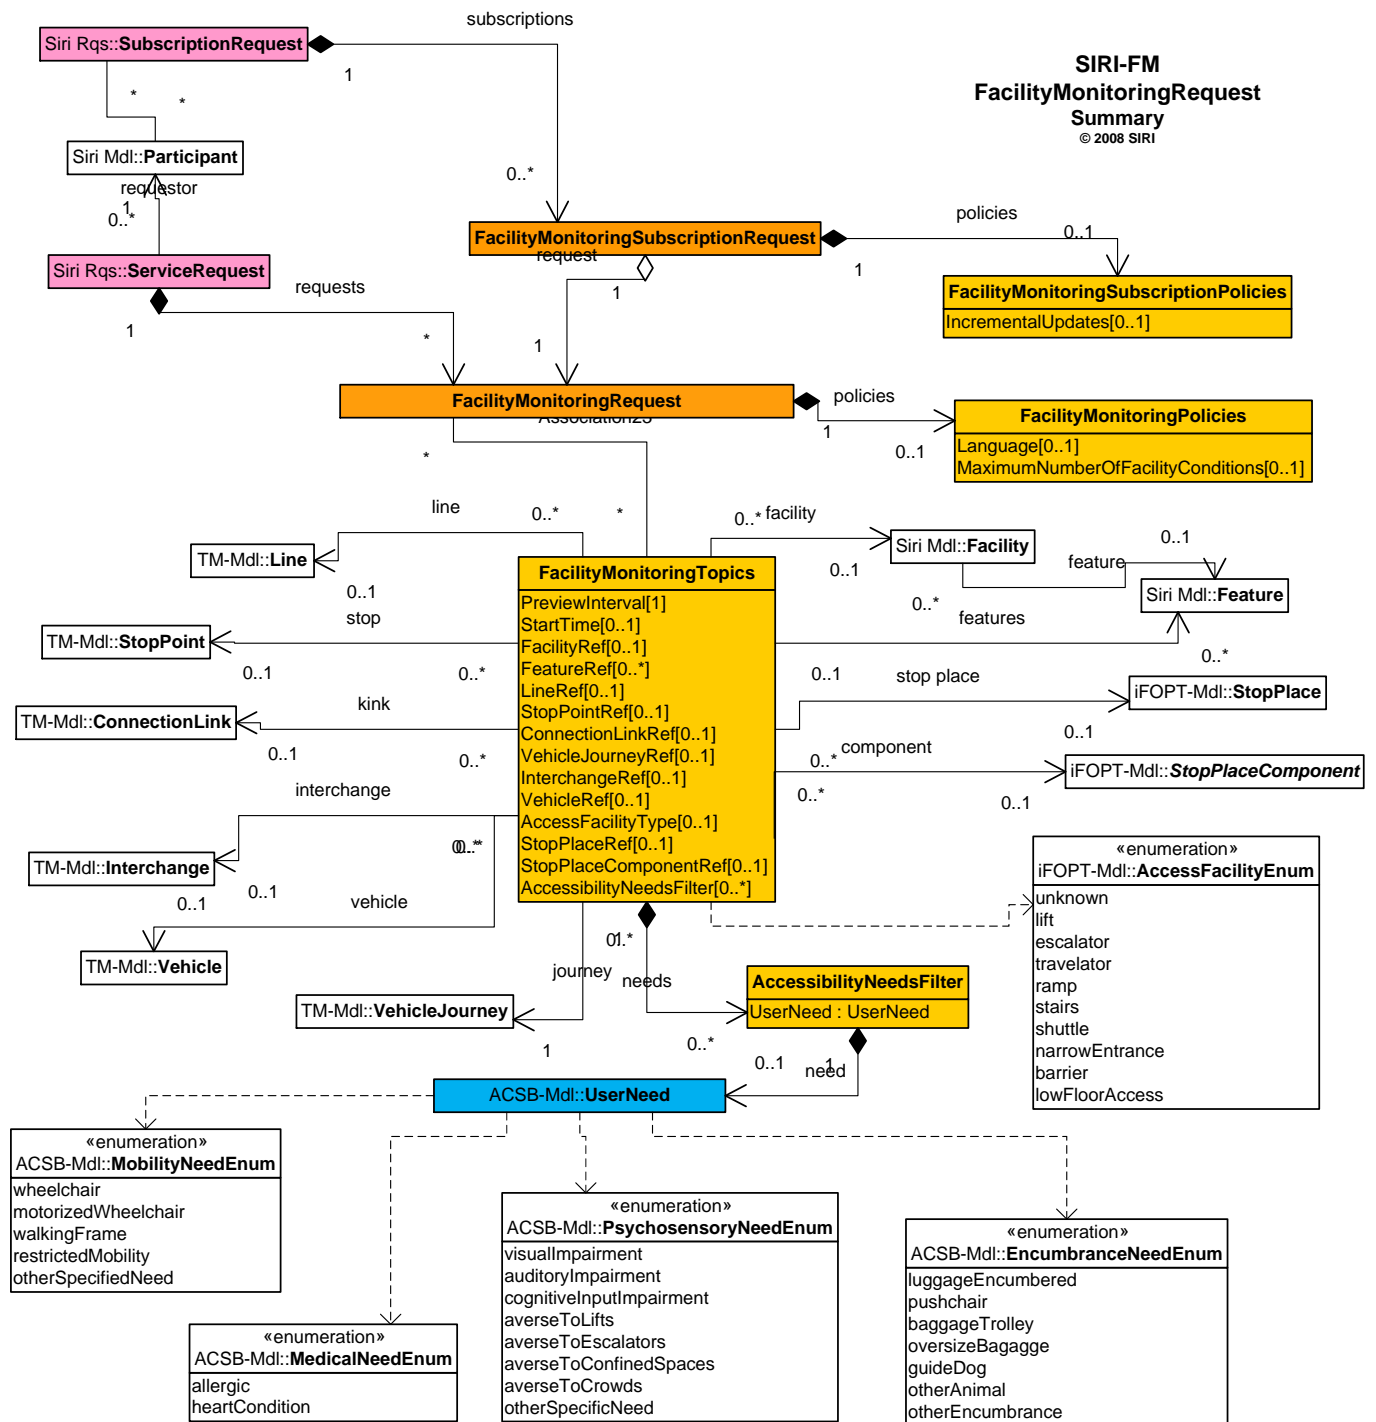 subscriptions
Siri Rqs::SubscriptionRequest
1
SIRI-FM
FacilityMonitoringRequest
Summary
© 2008 SIRI
*
*
Siri Mdl::Participant
requestor
1
0..*
0..*
FacilityMonitoringSubscriptionRequest
request
1
policies
0..1
1
Siri Rqs::ServiceRequest
requests
1
*
1
FacilityMonitoringSubscriptionPolicies
IncrementalUpdates[0..1]
FacilityMonitoringRequest
Association23
policies
1
0..1
FacilityMonitoringPolicies
Language[0..1]
MaximumNumberOfFacilityConditions[0..1]
*
*
line
0..*
0..*
facility
TM-Mdl::Line
0..1
Siri Mdl::Facility
0..1
0..1
feature
Siri Mdl::Feature
0..*
features
0..1
0..*
FacilityMonitoringTopics
PreviewInterval[1]
StartTime[0..1]
FacilityRef[0..1]
FeatureRef[0..*]
LineRef[0..1]
StopPointRef[0..1]
ConnectionLinkRef[0..1]
VehicleJourneyRef[0..1]
InterchangeRef[0..1]
VehicleRef[0..1]
AccessFacilityType[0..1]
StopPlaceRef[0..1]
StopPlaceComponentRef[0..1]
AccessibilityNeedsFilter[0..*]
stop
TM-Mdl::StopPoint
0..1
0..*
stop place
iFOPT-Mdl::StopPlace
0..1
0..*
kink
TM-Mdl::ConnectionLink
0..1
0..*
component
iFOPT-Mdl::StopPlaceComponent
0..*
0..1
interchange
TM-Mdl::Interchange
0..1
0..*
0..*
vehicle
0..1
TM-Mdl::Vehicle
«enumeration»
iFOPT-Mdl::AccessFacilityEnum
unknown
lift
escalator
travelator
ramp
stairs
shuttle
narrowEntrance
barrier
lowFloorAccess
0..*
1
journey
needs
TM-Mdl::VehicleJourney
1
0..*
AccessibilityNeedsFilter
UserNeed : UserNeed
0..1
1
need
ACSB-Mdl::UserNeed
«enumeration»
ACSB-Mdl::MobilityNeedEnum
wheelchair
motorizedWheelchair
walkingFrame
restrictedMobility
otherSpecifiedNeed
«enumeration»
ACSB-Mdl::MedicalNeedEnum
allergic
heartCondition
«enumeration»
ACSB-Mdl::PsychosensoryNeedEnum
visualImpairment
auditoryImpairment
cognitiveInputImpairment
averseToLifts
averseToEscalators
averseToConfinedSpaces
averseToCrowds
otherSpecificNeed
«enumeration»
ACSB-Mdl::EncumbranceNeedEnum
luggageEncumbered
pushchair
baggageTrolley
oversizeBagagge
guideDog
otherAnimal
otherEncumbrance